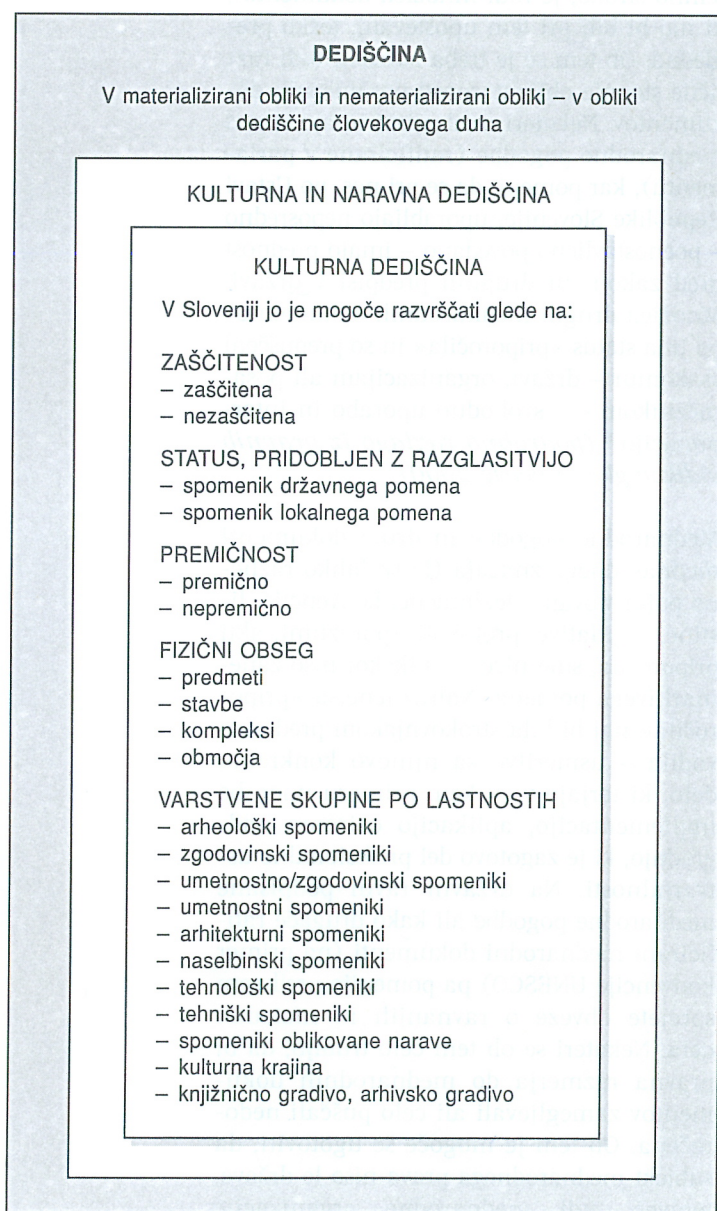 DEDIŠČINA
V materializirani obliki in nematerializirani obliki – v obliki
dediščine človekovega duha
KULTURNA IN NARAVNA DEDIŠČINA
KULTURNA DEDIŠČINA
V Sloveniji jo je mogoče razvrščati glede na:
ZAŠČITENOST
– zaščitena
– nezaščitena
STATUS, PRIDOBLJEN Z RAZGLASITVIJO
– spomenik državnega pomena
– spomenik lokalnega pomena
PREMIČNOST
– premično
– nepremično
FIZIČNI OBSEG
– predmeti
– stavbe
– kompleksi
– območja
VARSTVENE SKUPINE PO LASTNOSTIH
– arheološki spomeniki
– zgodovinski spomeniki
– umetnostno/zgodovinski spomeniki
– umetnostni spomeniki
– arhitekturni spomeniki
– naselbinski spomeniki
– tehnološki spomeniki
– tehniški spomeniki
– spomeniki oblikovane narave
– kulturna krajina
– knjižnično gradivo, arhivsko gradivo